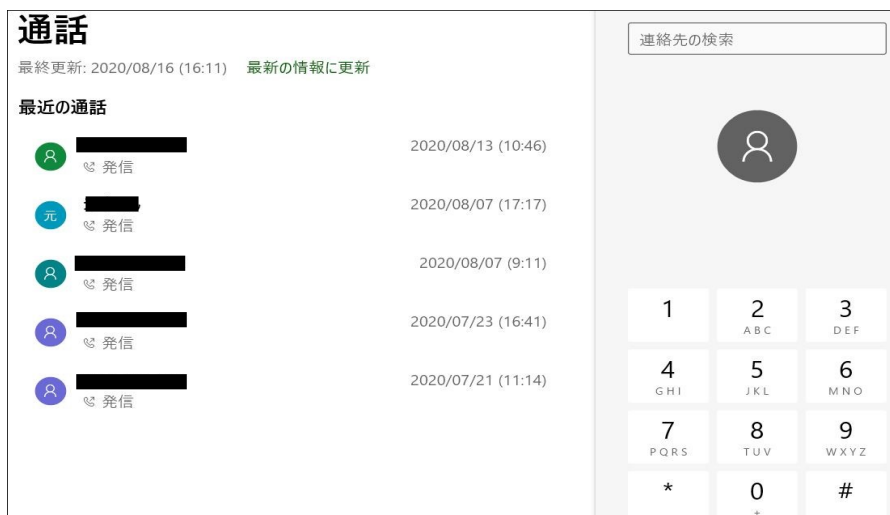 通話
最終更新: 2020/08/16 (16:11) 最新の情報に更新
最近の通話
2020/08/13 (10:46)
発信
元
2020/08/07 (17:17)
発信
2020/08/07 (9:11)
発信
2020/07/23 (16:41)
発信
2020/07/21 (11:14)
発信
連絡先の検索
1 2 3
ABC DEF
4 5 6
GHI JKL MNO
7 8 9
PQRS TUV WXYZ
* 0 #
+